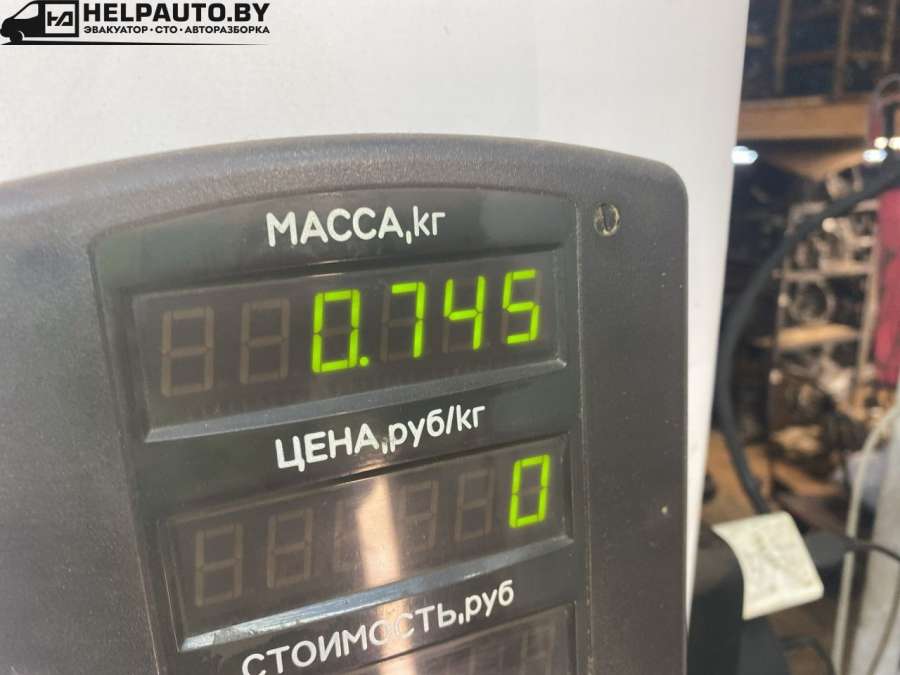 HELPAUTO.BY
ЭВАКУАТОР • СТО • АВТОРАЗБОРКА
МАССА,кг
0.745
ЦЕНА,руб/кг
0
СТОИМОСТЬ,руб